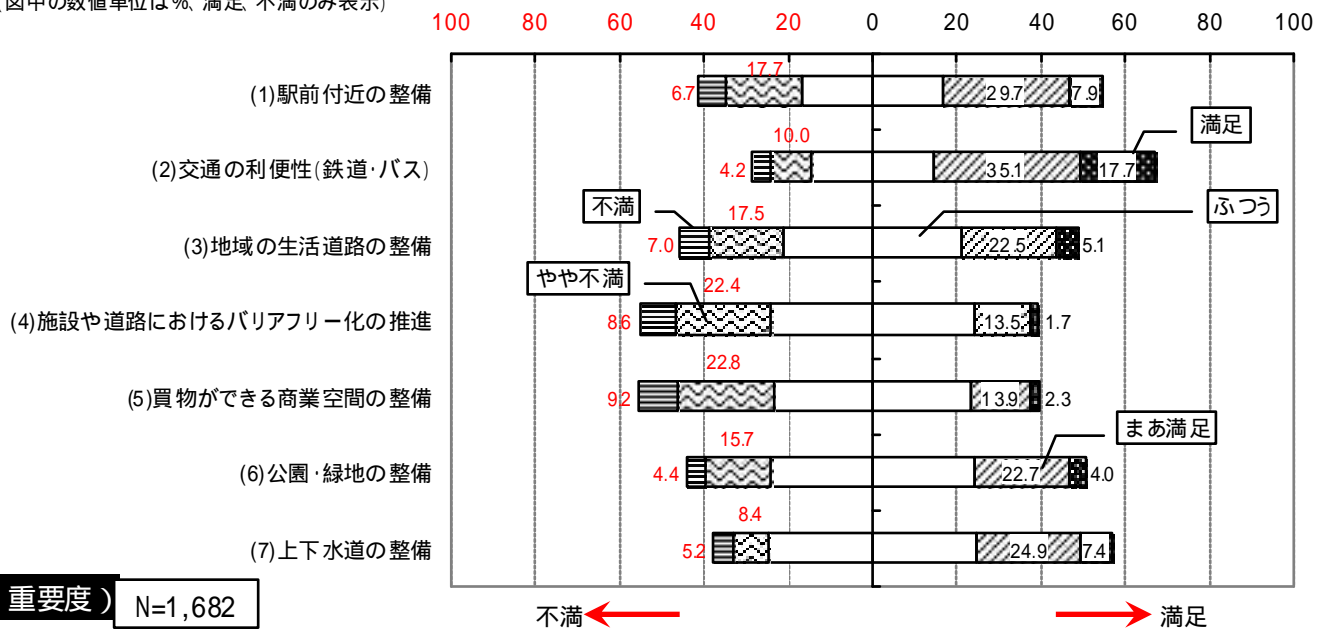 (図中の数値単位は%、満足、不満のみ表示)
100 80 60 40 20 0 20 40 60 80 100
(1)駅前付近の整備 6.7 17.7 29.7 7.9
(2)交通の利便性(鉄道･バス) 4.2 10.0 35.1 17.7 満足
(3)地域の生活道路の整備 7.0 不満 17.5 22.5 5.1 ふつう
(4)施設や道路におけるバリアフリー化の推進 8.6 やや不満 22.4 13.5 1.7
(5)買物ができる商業空間の整備 9.2 22.8 13.9 2.3
(6)公園･緑地の整備 4.4 15.7 22.7 4.0 まあ満足
(7)上下水道の整備 5.2 8.4 24.9 7.4
重要度) N=1,682
不満 満足